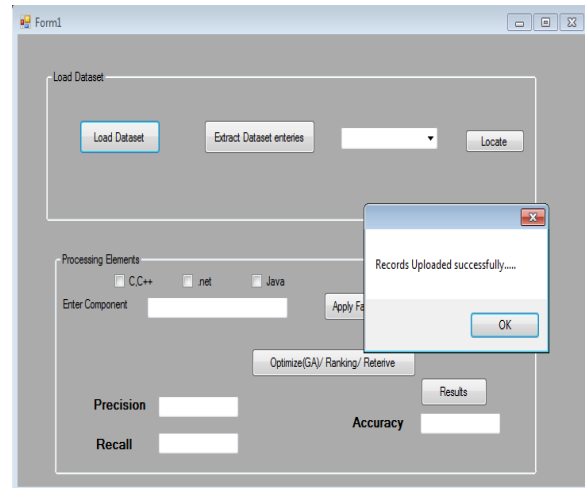 Form1
Load Dataset
Load Dataset
Extract Dataset enteries
Locate
Records Uploaded successfully.....
OK
Processing Elements
C,C++
.net
Java
Enter Component
Apply Fa
Optimize(GA)/ Ranking/ Reterive
Results
Precision
Accuracy
Recall